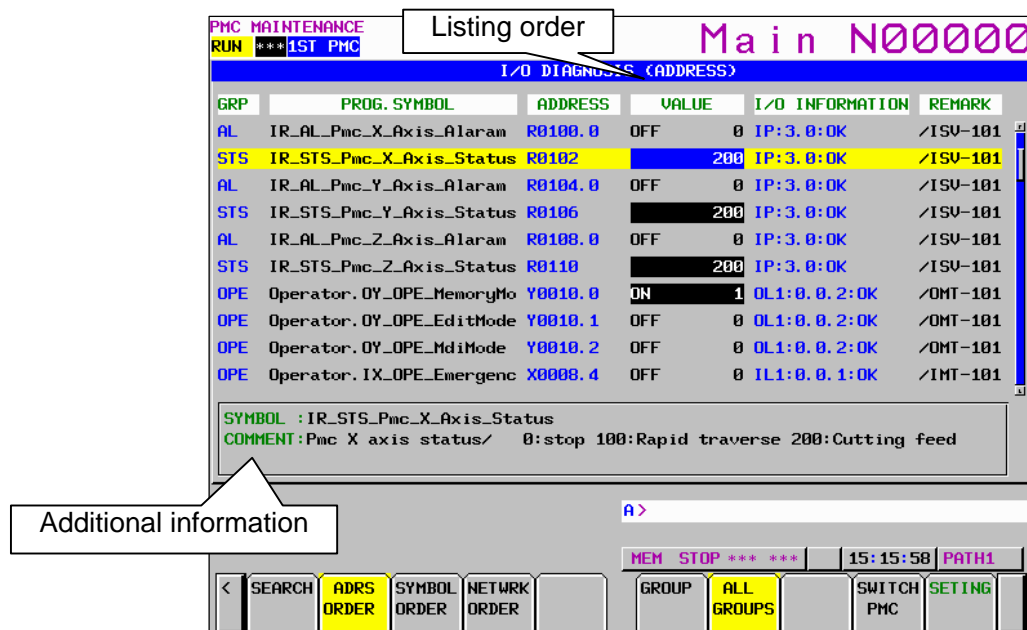 Listing order
PMC MAINTENANCE
Main N00000
RUN *** 1ST PMC
I/O DIAGNOSIS (ADDRESS)
GRP PROG.SYMBOL ADDRESS VALUE I/O INFORMATION REMARK
AL IR_AL_Pmc_X_Axis_Alaram R0100.0 OFF 0 IP:3.0:OK /ISV-101
STS IR_STS_Pmc_X_Axis_Status R0102 200 IP:3.0:OK /ISV-101
AL IR_AL_Pmc_Y_Axis_Alaram R0104.0 OFF 0 IP:3.0:OK /ISV-101
STS IR_STS_Pmc_Y_Axis_Status R0106 200 IP:3.0:OK /ISV-101
AL IR_AL_Pmc_Z_Axis_Alaram R0108.0 OFF 0 IP:3.0:OK /ISV-101
STS IR_STS_Pmc_Z_Axis_Status R0110 200 IP:3.0:OK /ISV-101
OPE Operator.OY_OPE_MemoryMo Y0010.0 ON 1 OL1:0.0.2:OK /OMT-101
OPE Operator.OY_OPE_EditMode Y0010.1 OFF 0 OL1:0.0.2:OK /OMT-101
OPE Operator.OY_OPE_MdiMode Y0010.2 OFF 0 OL1:0.0.2:OK /OMT-101
OPE Operator.IX_OPE_Emergenc X0008.4 OFF 0 IL1:0.0.1:OK /IMT-101
SYMBOL :IR_STS_Pmc_X_Axis_Status
COMMENT:Pmc X axis status/ 0:stop 100:Rapid traverse 200:Cutting feed
Additional information
A>
MEM STOP *** *** 15:15:58 PATH1
< SEARCH ADRS ORDER SYMBOL ORDER NETWRK ORDER GROUP ALL GROUPS SWITCH PMC SETING